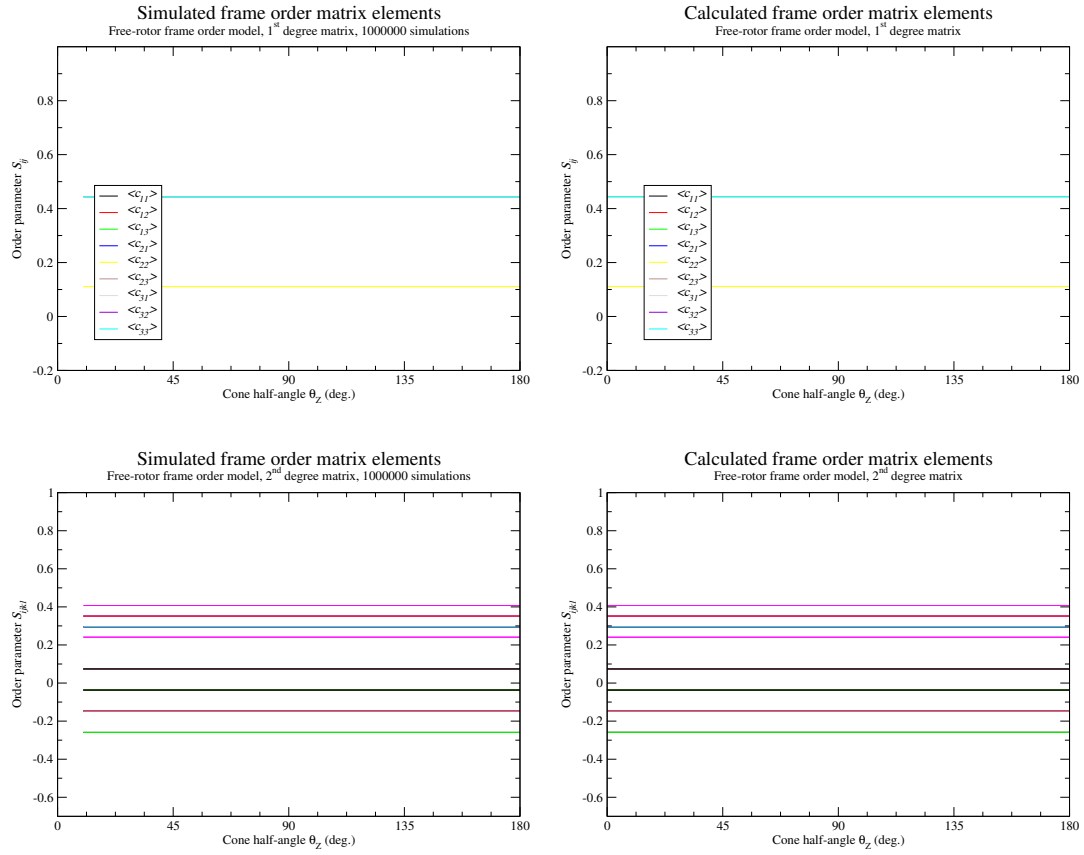 Simulated frame order matrix elements
Free-rotor frame order model, 1st degree matrix, 1000000 simulations
0.8
0.6
0.4
0.2
0
-0.2
Order parameter Sij
<c11>
<c12>
<c13>
<c21>
<c22>
<c23>
<c31>
<c32>
<c33>
0 45 90 135 180
Cone half-angle θZ (deg.)
Calculated frame order matrix elements
Free-rotor frame order model, 1st degree matrix
0.8
0.6
0.4
0.2
0
-0.2
Order parameter Sij
<c11>
<c12>
<c13>
<c21>
<c22>
<c23>
<c31>
<c32>
<c33>
0 45 90 135 180
Cone half-angle θZ (deg.)
Simulated frame order matrix elements
Free-rotor frame order model, 2nd degree matrix, 1000000 simulations
1
0.8
0.6
0.4
0.2
0
-0.2
-0.4
-0.6
Order parameter Sijkl
0 45 90 135 180
Cone half-angle θZ (deg.)
Calculated frame order matrix elements
Free-rotor frame order model, 2nd degree matrix
1
0.8
0.6
0.4
0.2
0
-0.2
-0.4
-0.6
Order parameter Sijkl
0 45 90 135 180
Cone half-angle θZ (deg.)